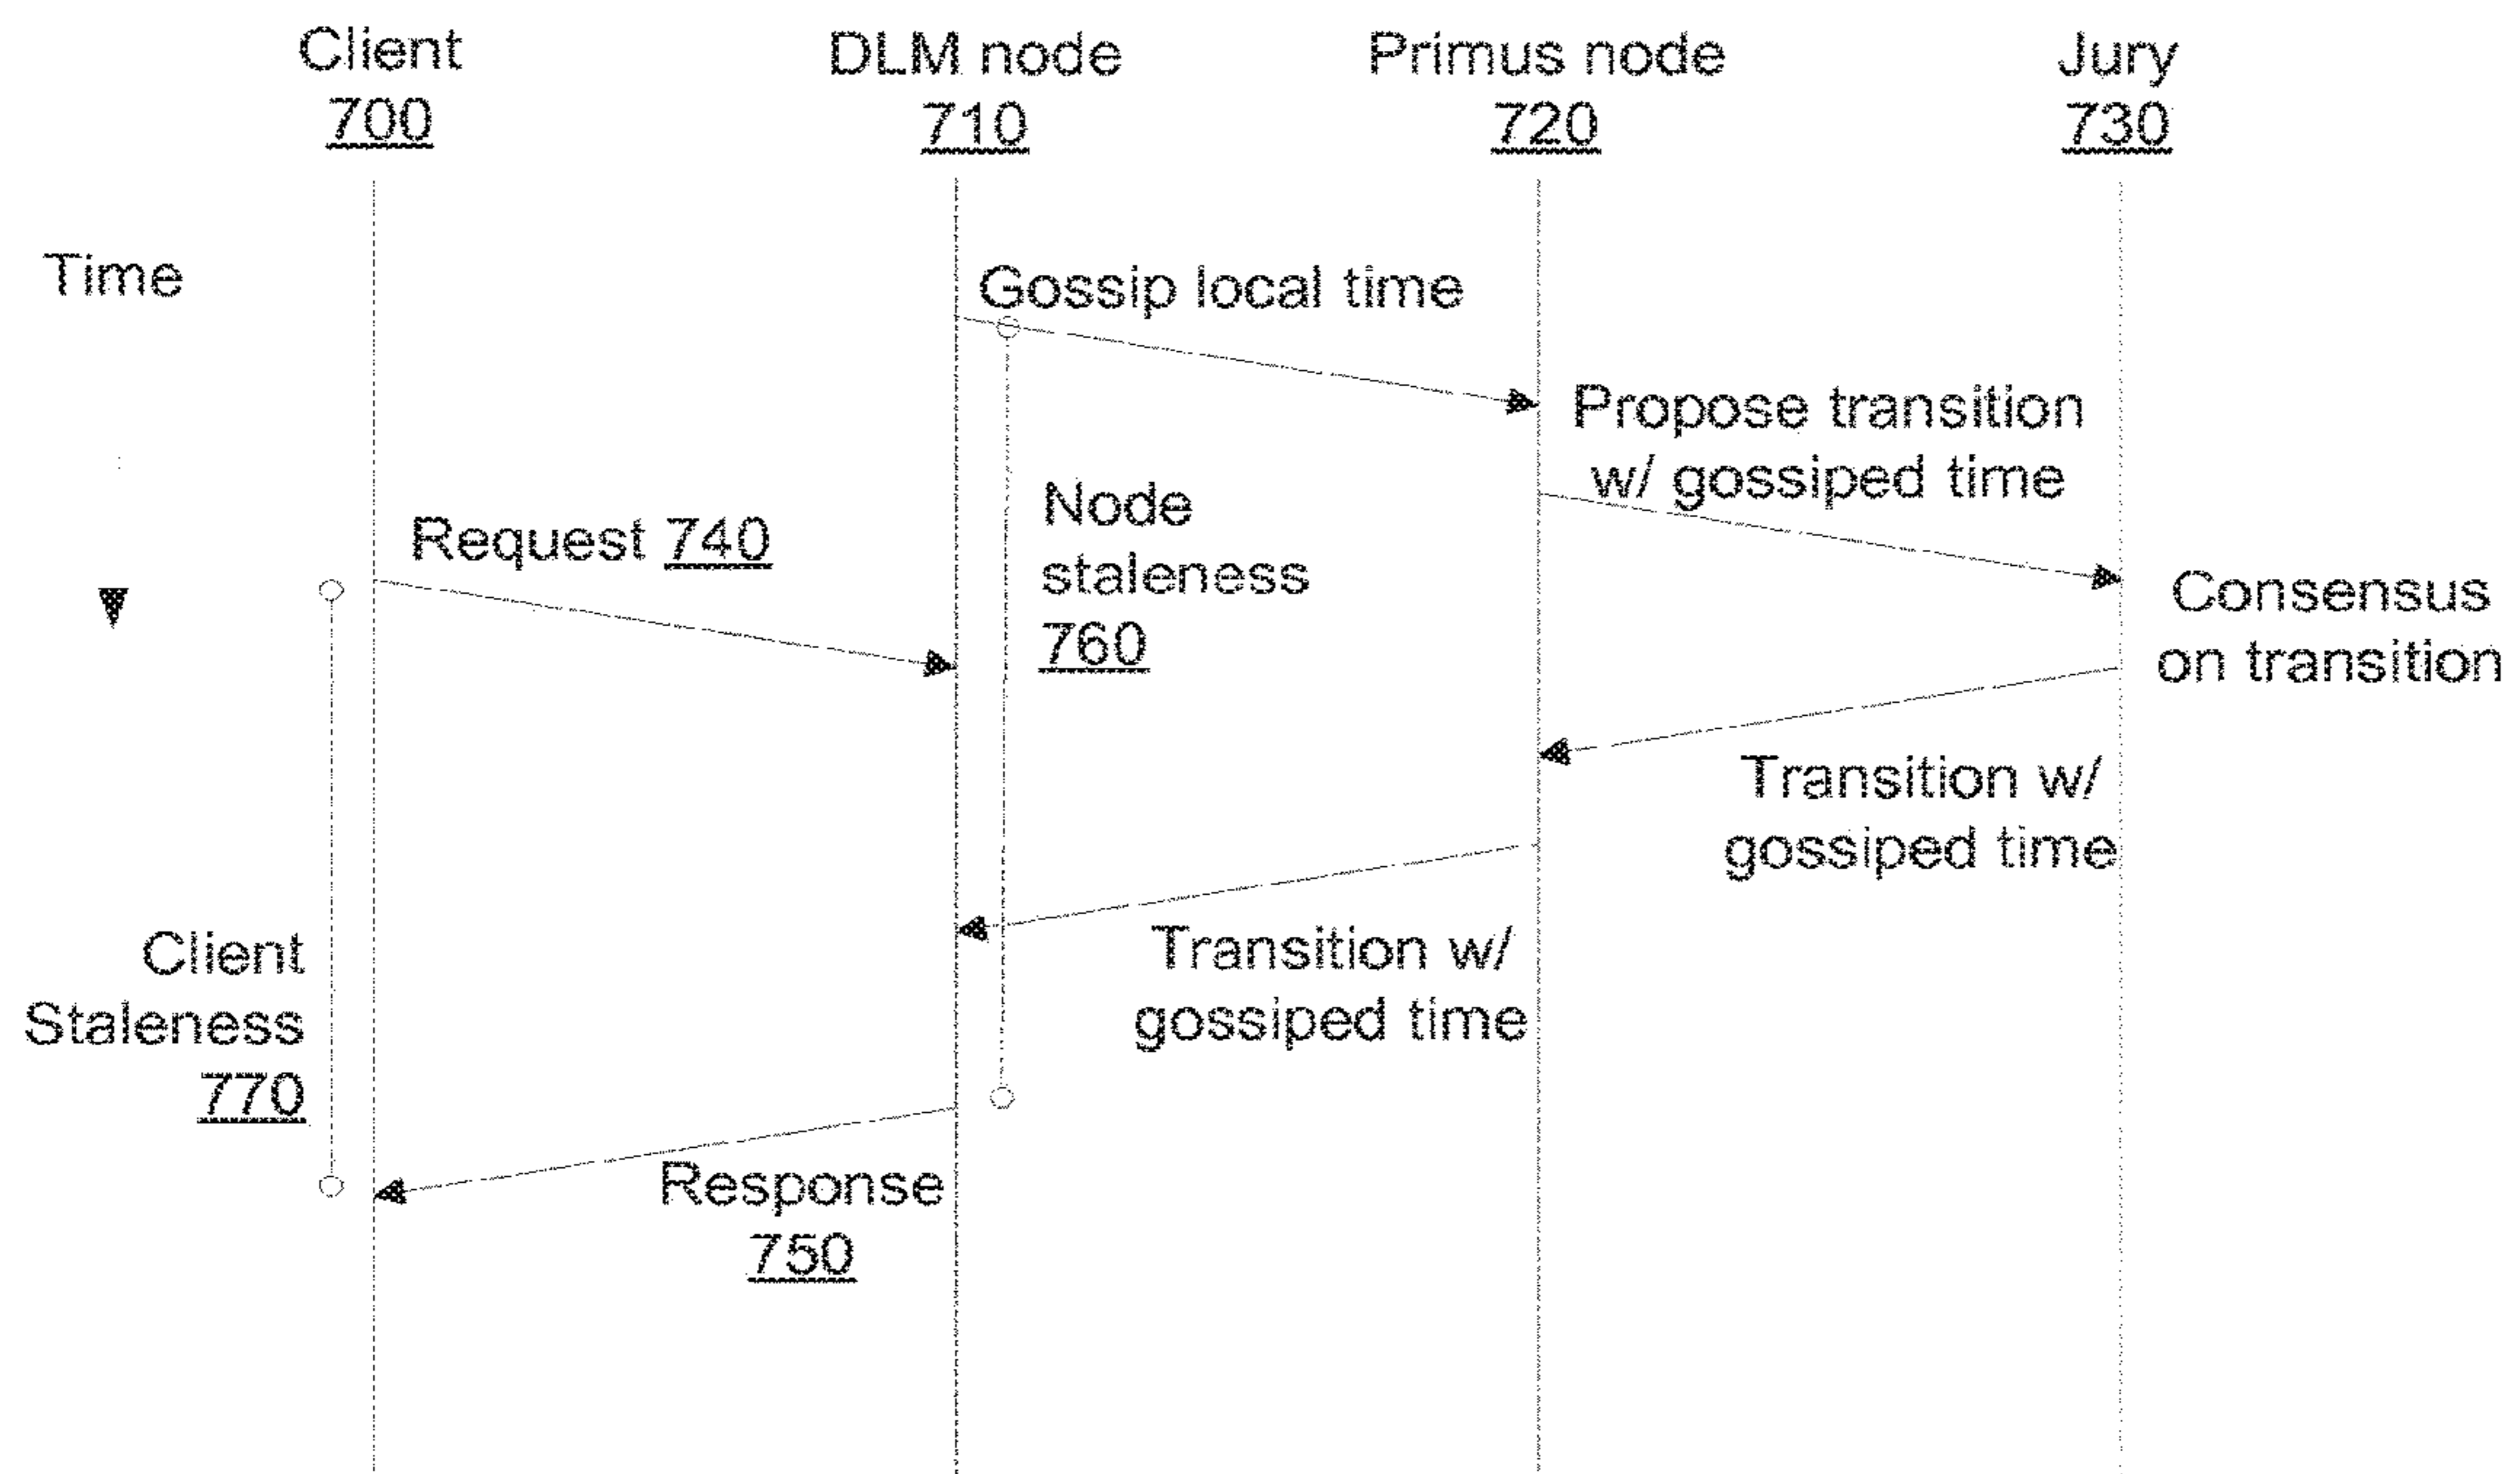 Client
700
DLM node
710
Primus node
720
Jury
730
Time
Gossip local time
Propose transition
w/ gossiped time
Node
staleness
760
Request 740
Consensus
on transition
Transition w/
gossiped time
Transition w/
gossiped time
Client
Staleness
770
Response
750